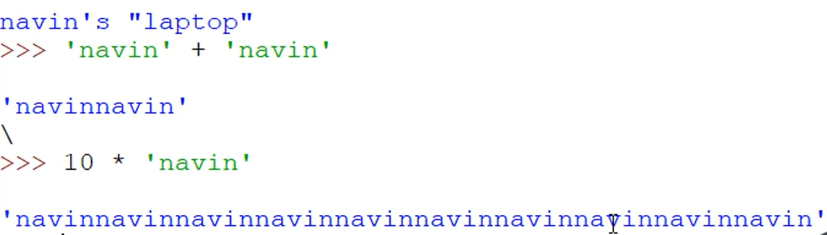 navin's "laptop"
>>> 'navin' + 'navin'
'navinnavin'
\
>>> 10 * 'navin'
'navinnavinnavinnavinnavinnavinnavinnavinnavinnavin'